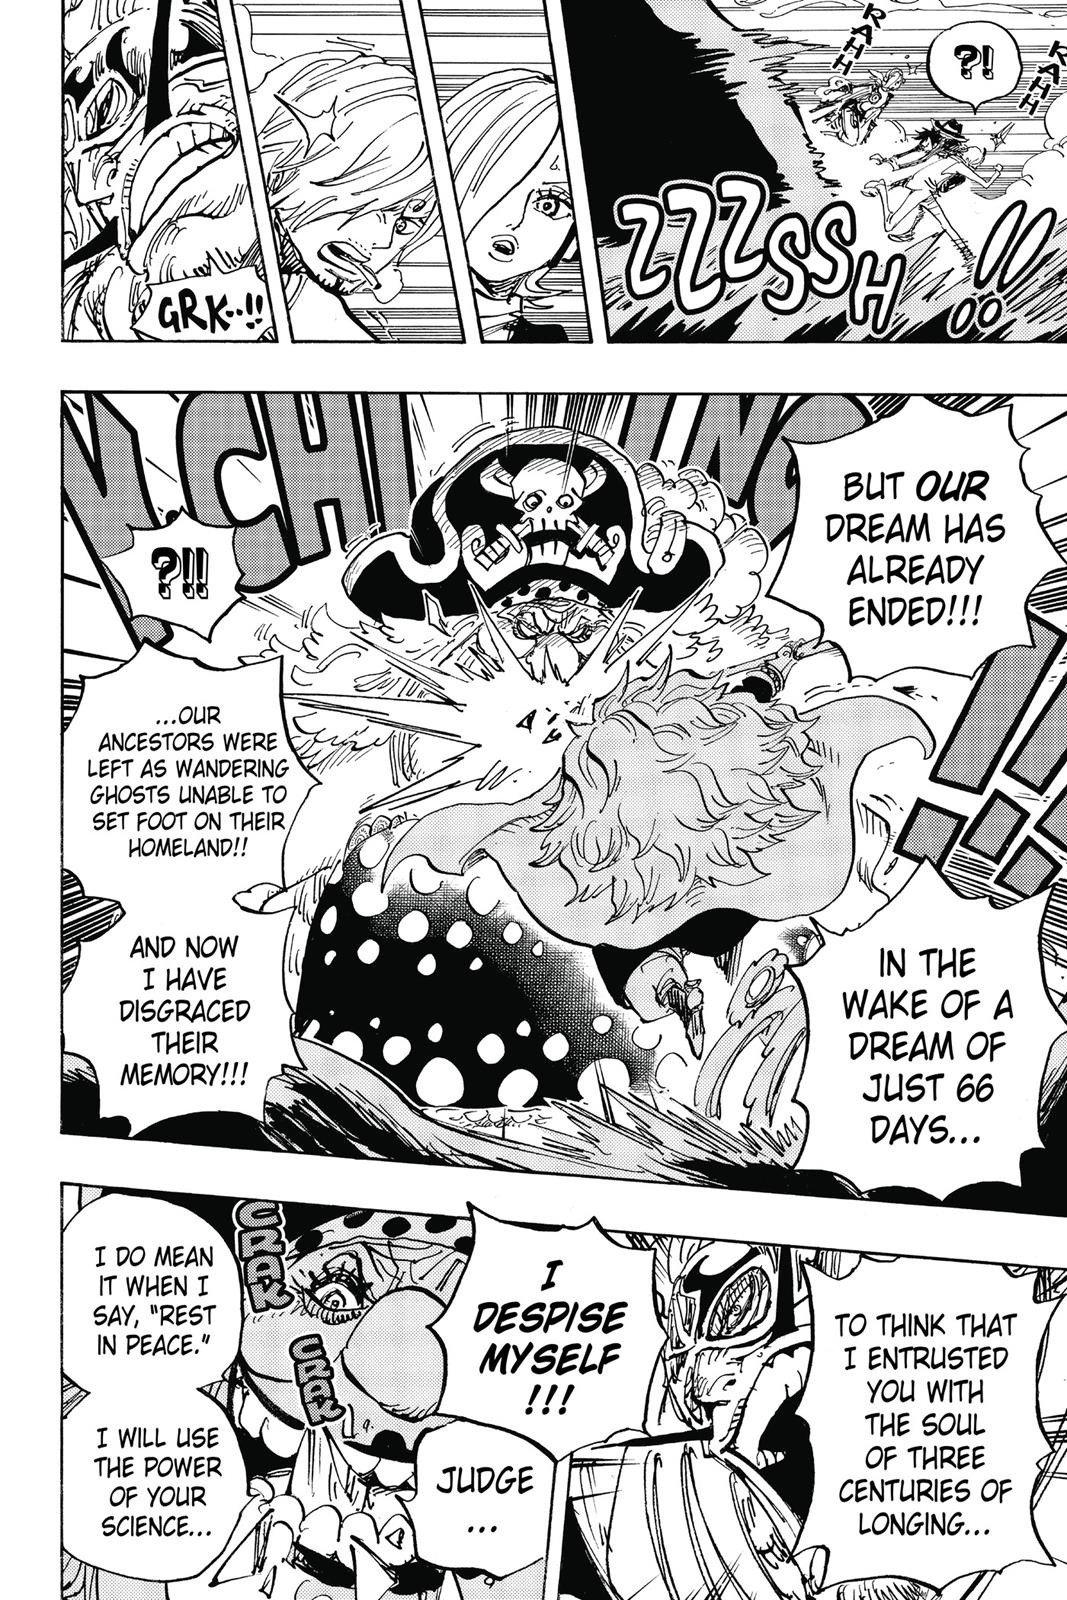 RAHH
?!
RAHH
ZZZSSSH!!
GRK..!!
BUT OUR
DREAM HAS
ALREADY
ENDED!!!
IN THE
WAKE OF A
DREAM OF
JUST 66
DAYS...
?!!
...OUR
ANCESTORS WERE
LEFT AS WANDERING
GHOSTS UNABLE TO
SET FOOT ON THEIR
HOMELAND!!
AND NOW
I HAVE
DISGRACED
THEIR
MEMORY!!!
TO THINK THAT
I ENTRUSTED
YOU WITH
THE SOUL
OF THREE
CENTURIES OF
LONGING...
I
DESPISE
MYSELF
!!!
CRAK
CRAK
JUDGE
...
I DO MEAN
IT WHEN I
SAY, "REST
IN PEACE."
I WILL USE
THE POWER
OF YOUR
SCIENCE...